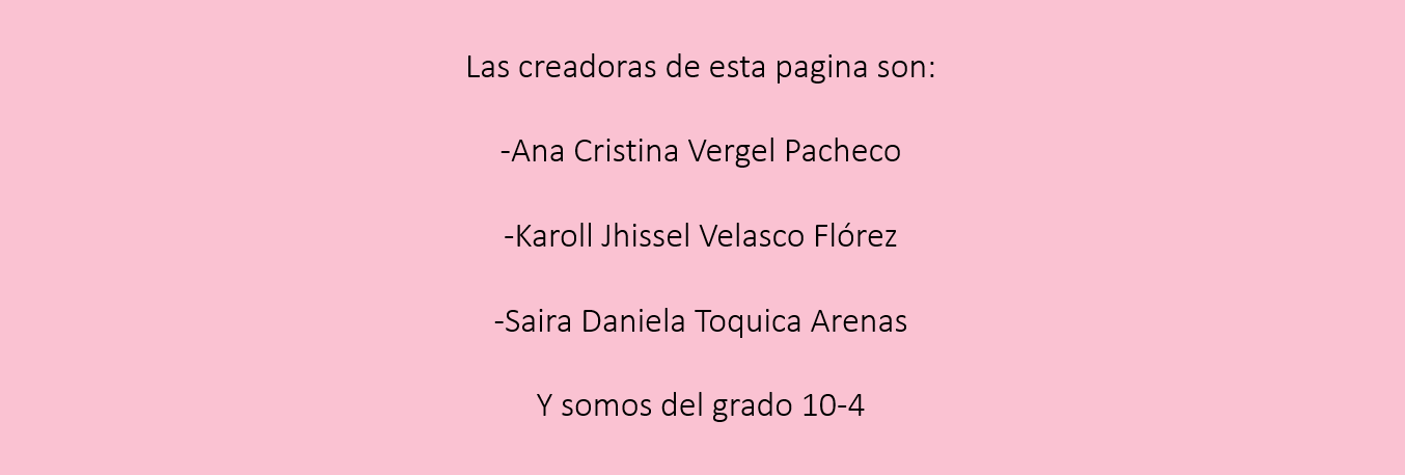 Las creadoras de esta pagina son:
-Ana Cristina Vergel Pacheco
-Karoll Jhissel Velasco Flórez
-Saira Daniela Toquica Arenas
Y somos del grado 10-4